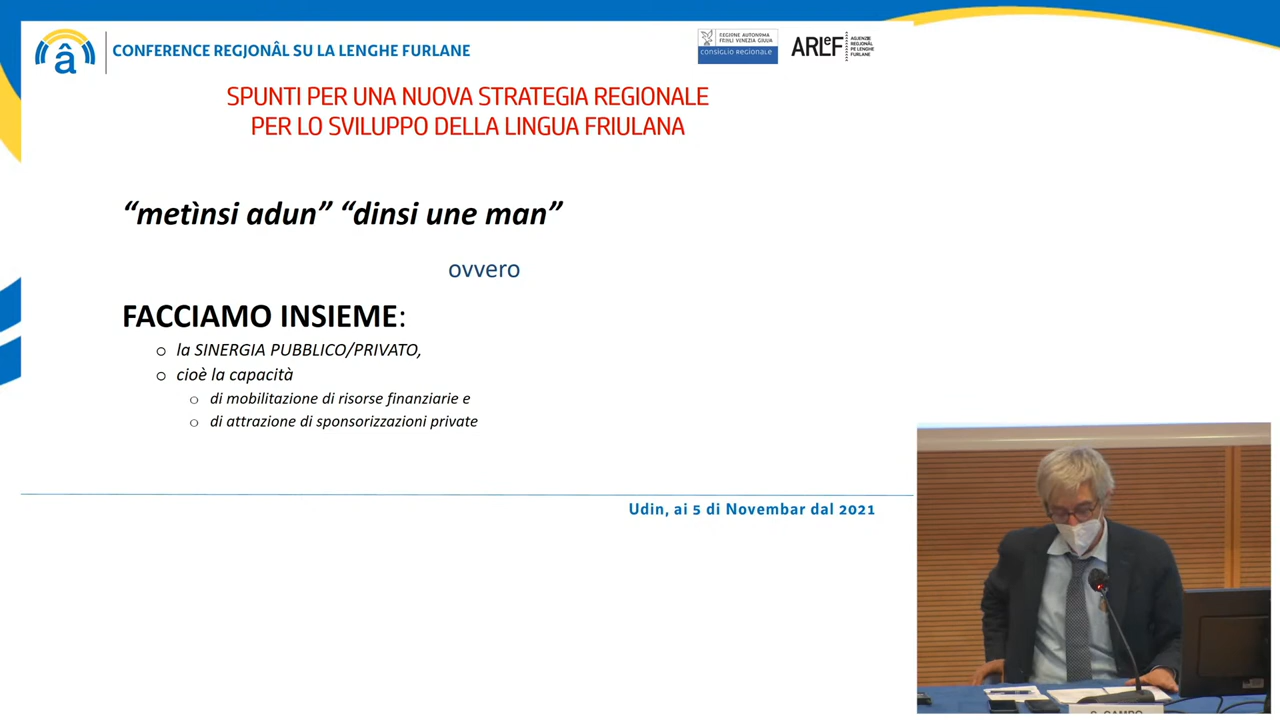 CONFERENCE REGJONÂL SU LA LENGHE FURLANE
â
REGIONE AUTONOMA
FRIULI VENEZIA GIULIA
CONSIGLIO REGIONALE
ARLeF
AGJENZIE
REGJONÂL
PE LENGHE
FURLANE
SPUNTI PER UNA NUOVA STRATEGIA REGIONALE
PER LO SVILUPPO DELLA LINGUA FRIULANA
“metìnsi adun” “dinsi une man”
ovvero
FACCIAMO INSIEME:
la SINERGIA PUBBLICO/PRIVATO,
cioè la capacità
di mobilitazione di risorse finanziarie e
di attrazione di sponsorizzazioni private
Udin, ai 5 di Novembar dal 2021
CAMPO